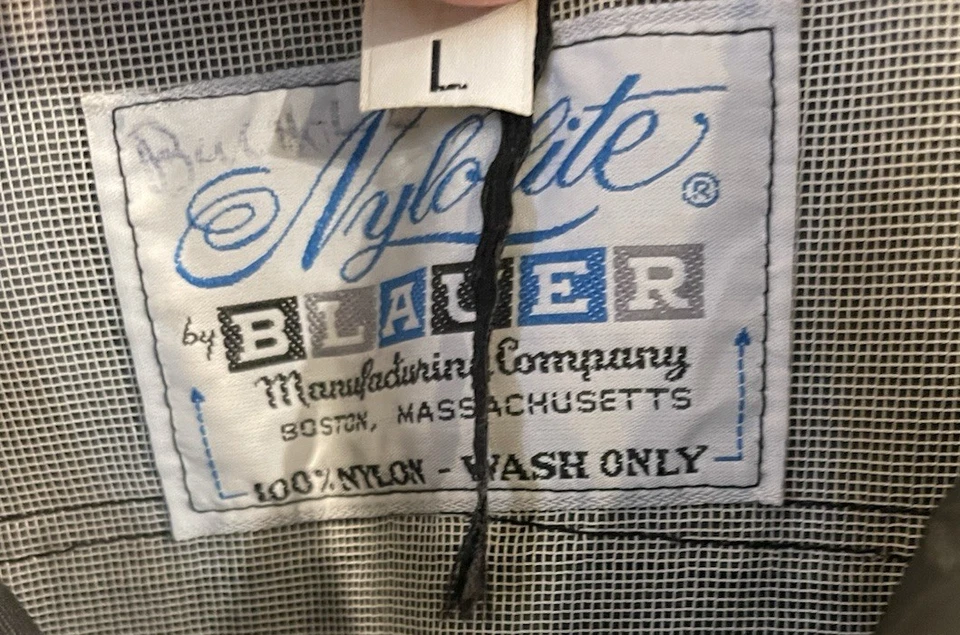 L
Nylolite ®
by BLAUER
Manufacturing Company
BOSTON, MASSACHUSETTS
100% NYLON - WASH ONLY